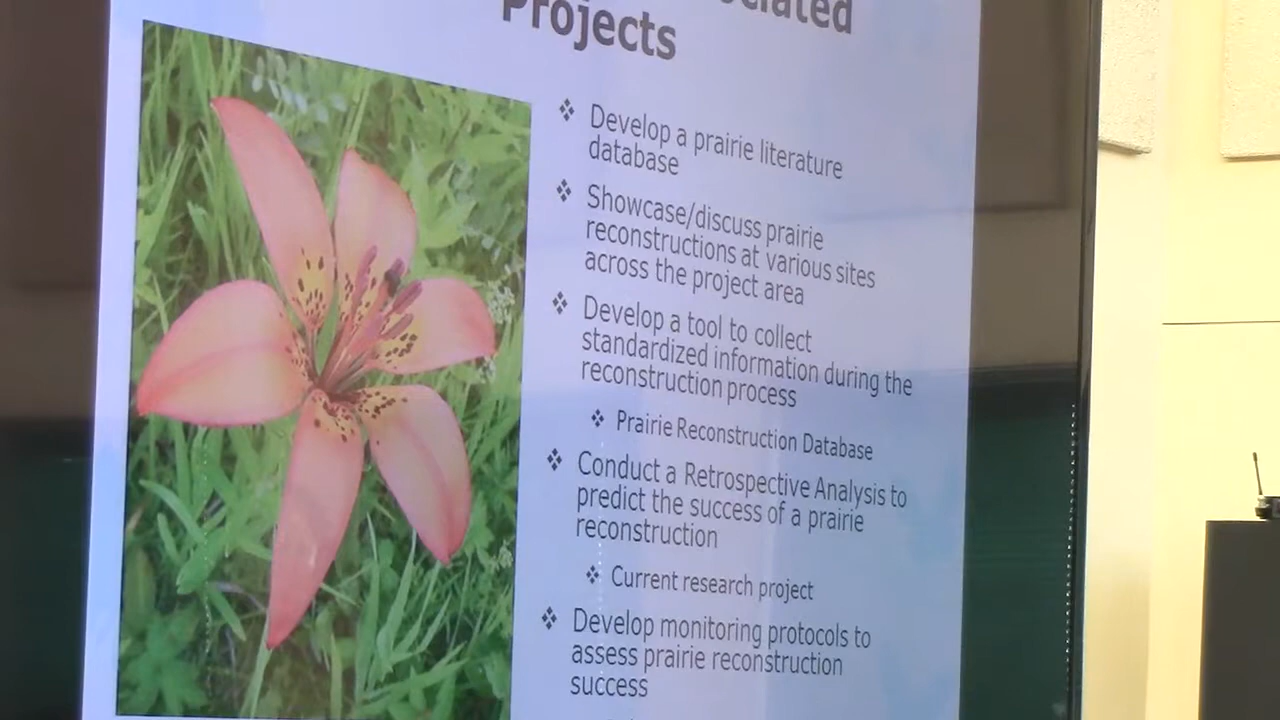 Projects
❖ Develop a prairie literature
database
❖ Showcase/discuss prairie
reconstructions at various sites
across the project area
❖ Develop a tool to collect
standardized information during the
reconstruction process
❖ Prairie Reconstruction Database
❖ Conduct a Retrospective Analysis to
predict the success of a prairie
reconstruction
❖ Current research project
❖ Develop monitoring protocols to
assess prairie reconstruction
success